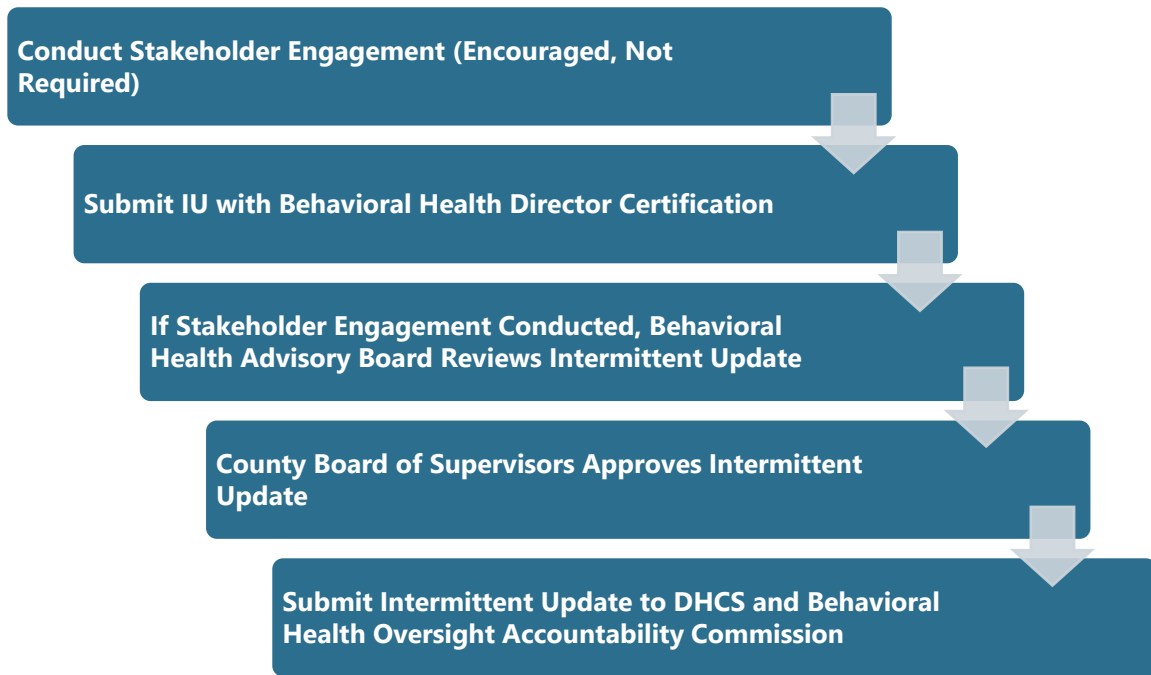 Conduct Stakeholder Engagement (Encouraged, Not
Required)
Submit IU with Behavioral Health Director Certification
If Stakeholder Engagement Conducted, Behavioral
Health Advisory Board Reviews Intermittent Update
County Board of Supervisors Approves Intermittent
Update
Submit Intermittent Update to DHCS and Behavioral
Health Oversight Accountability Commission